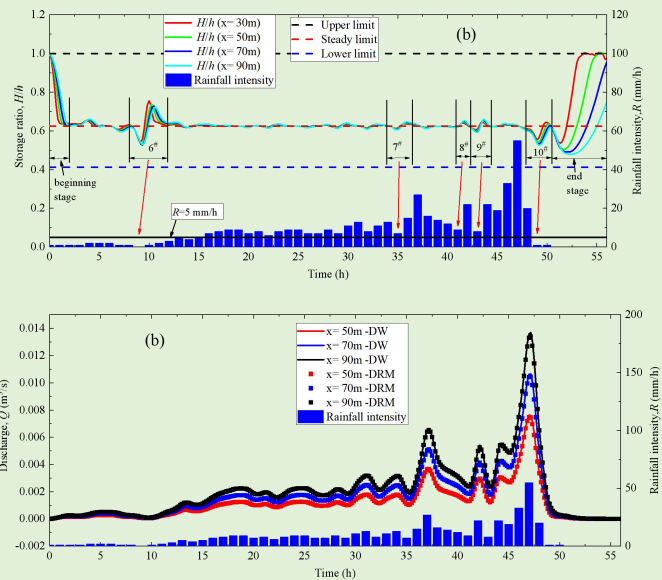 H/h (x= 30m)
H/h (x= 50m)
H/h (x= 70m)
H/h (x= 90m)
Rainfall intensity
Upper limit
Steady limit
Lower limit
(b)
1.2
1.0
0.8
0.6
0.4
0.2
0.0
Storage ratio, H/h
120
100
80
60
40
20
0
Rainfall intensity,R (mm/h)
6#
7#
8#
9#
10#
beginning
stage
end
stage
R=5 mm/h
0 5 10 15 20 25 30 35 40 45 50 55
Time (h)
(b)
x= 50m -DW
x= 70m -DW
x= 90m -DW
x= 50m -DRM
x= 70m -DRM
x= 90m -DRM
Rainfall intensity
0.014
0.012
0.010
0.008
0.006
0.004
0.002
0.000
-0.002
Discharge, Q (m³/s)
200
150
100
50
0
Rainfall intensity,R (mm/h)
0 5 10 15 20 25 30 35 40 45 50 55
Time (h)